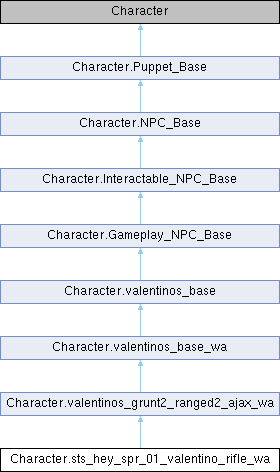 Character
Character.Puppet_Base
Character.NPC_Base
Character.Interactable_NPC_Base
Character.Gameplay_NPC_Base
Character.valentinos_base
Character.valentinos_base_wa
Character.valentinos_grunt2_ranged2_ajax_wa
Character.sts_hey_spr_01_valentino_rifle_wa